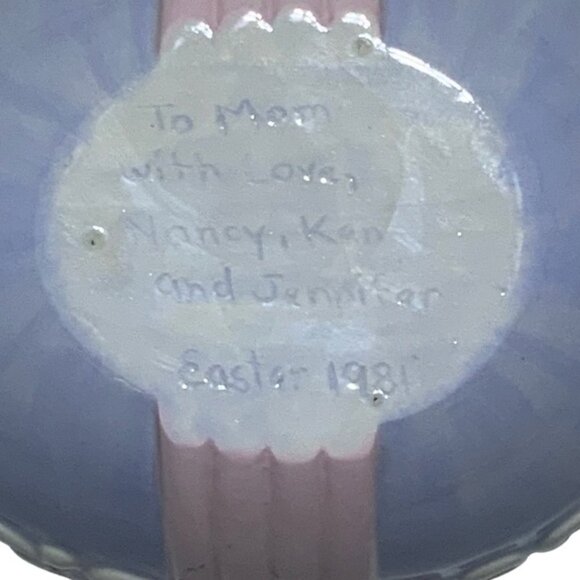 To Mom
with Love,
Nancy, Ken
and Jennifer
Easter 1981